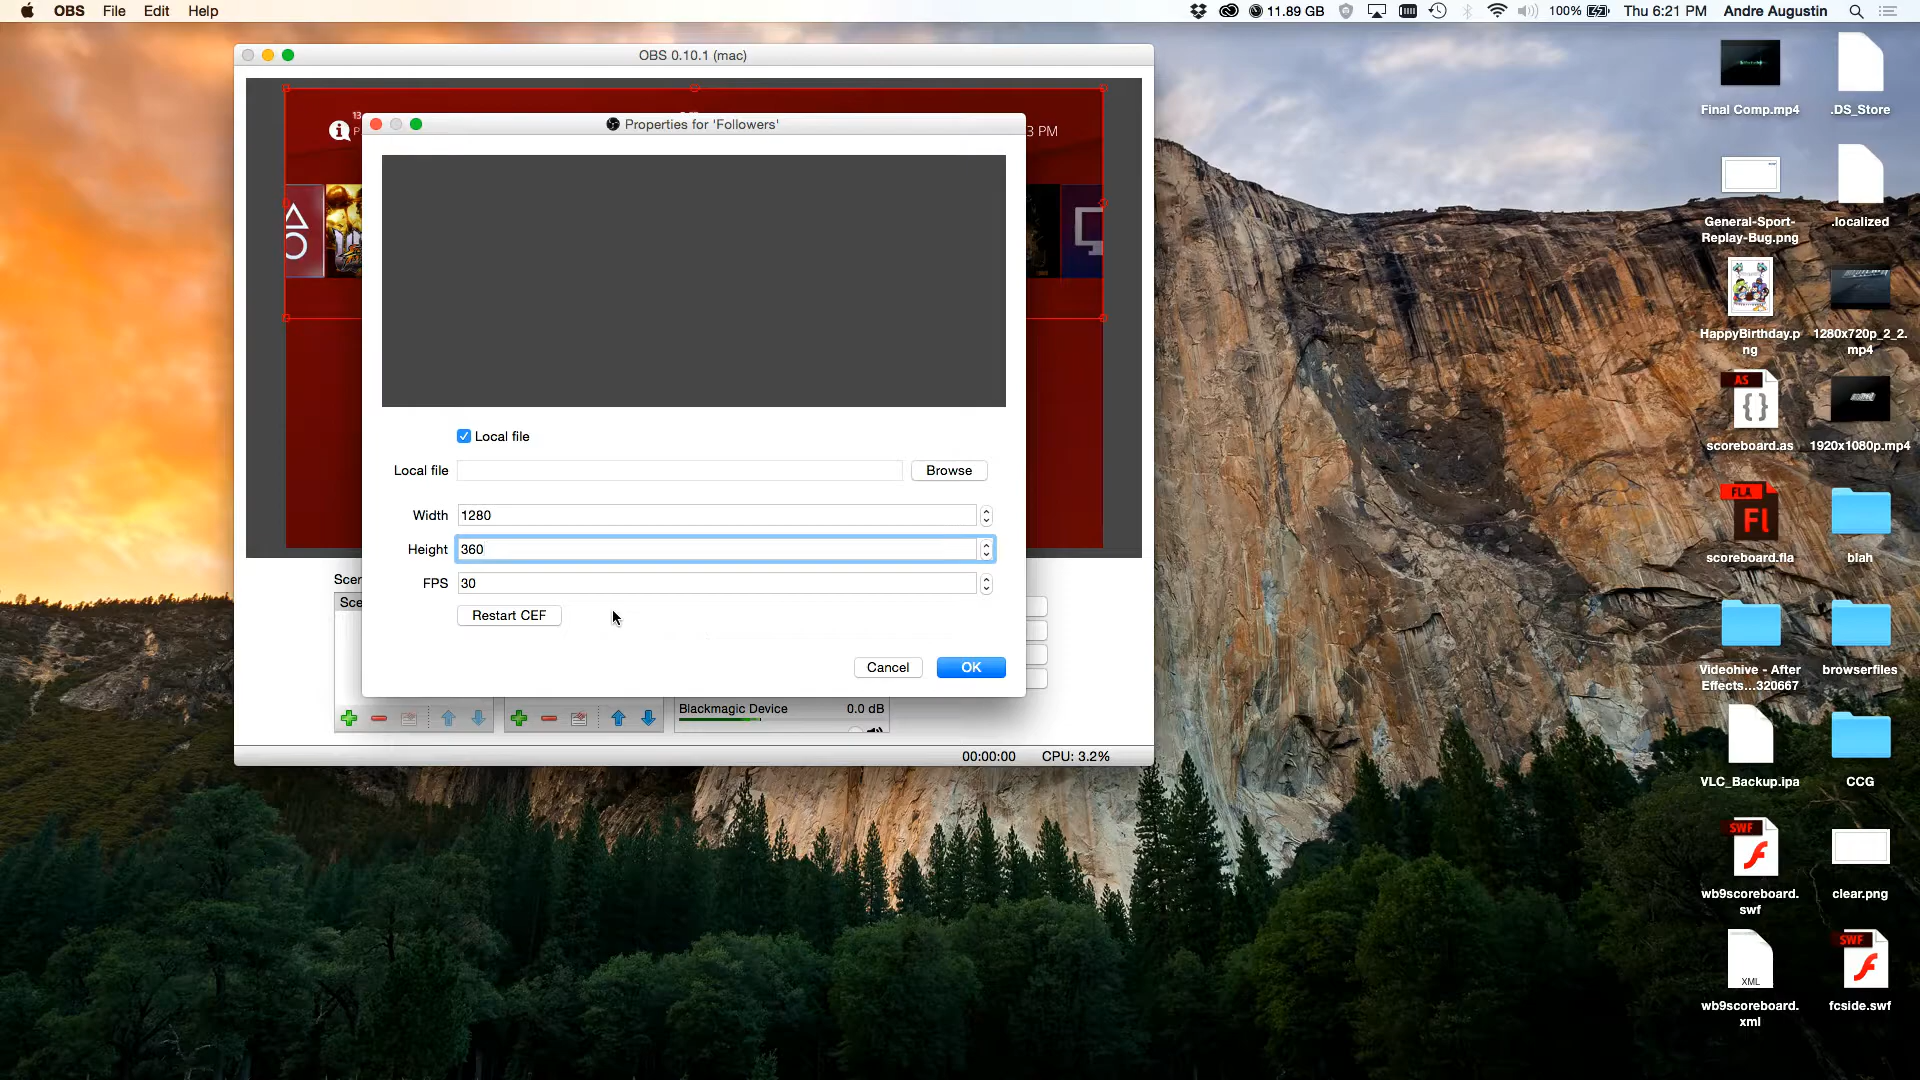 OBS File Edit Help
11.89 GB 100% Thu 6:21 PM Andre Augustin
OBS 0.10.1 (mac)
13
P
3 PM
Properties for 'Followers'
Local file
Local file
Browse
Width 1280
Height 360
FPS 30
Restart CEF
Cancel OK
Scen
Sce
Blackmagic Device 0.0 dB
00:00:00 CPU: 3.2%
Final Comp.mp4
.DS_Store
General-Sport-
Replay-Bug.png
.localized
HappyBirthday.p
ng
1280x720p_2_2.
mp4
AS
scoreboard.as
1920x1080p.mp4
FLA
Fl
scoreboard.fla
blah
Videohive - After
Effects...320667
browserfiles
VLC_Backup.ipa
CCG
SWF
wb9scoreboard.
swf
clear.png
XML
wb9scoreboard.
xml
SWF
fcside.swf